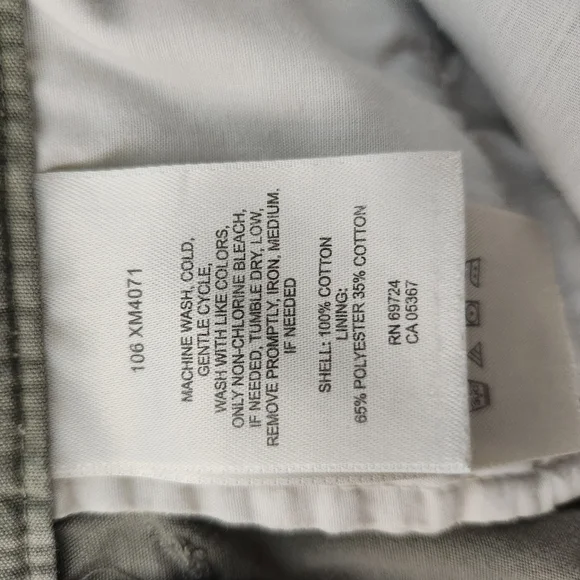 106 XM4071
MACHINE WASH, COLD,
GENTLE CYCLE,
WASH WITH LIKE COLORS,
ONLY NON-CHLORINE BLEACH,
IF NEEDED, TUMBLE DRY, LOW,
REMOVE PROMPTLY, IRON, MEDIUM.
IF NEEDED
SHELL: 100% COTTON
LINING:
65% POLYESTER 35% COTTON
RN 69724
CA 05367